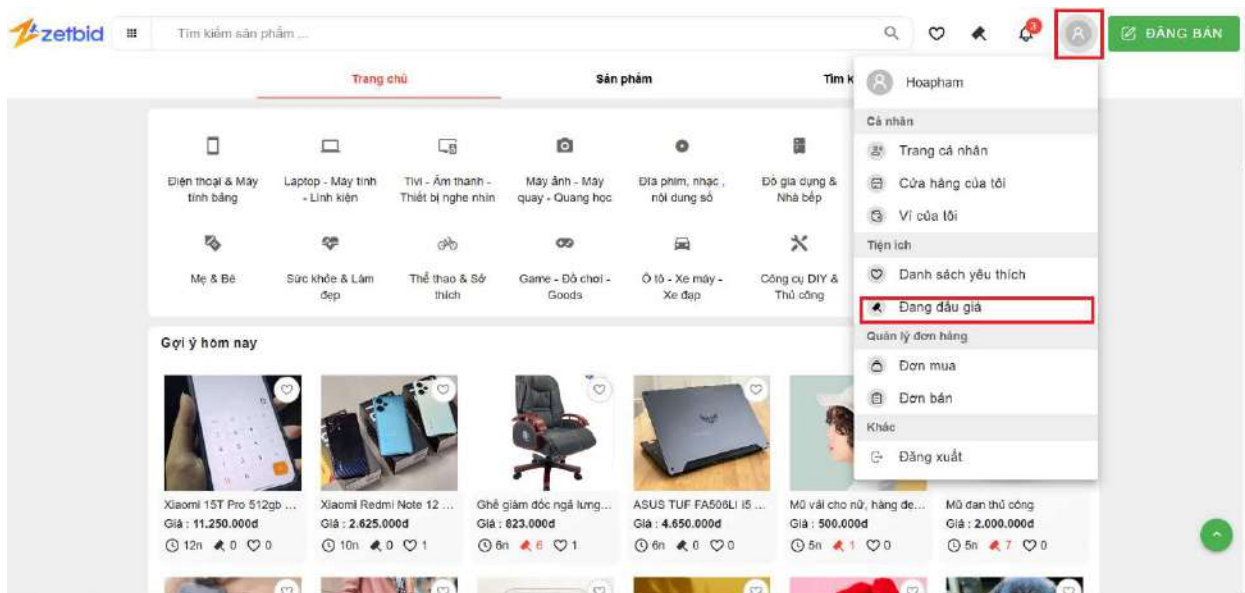 zetbid
Tìm kiếm sản phẩm ...
3
ĐĂNG BÁN
Trang chủ
Sản phẩm
Tìm k
Hoapham
Cá nhân
Trang cá nhân
Cửa hàng của tôi
Ví của tôi
Tiện ích
Danh sách yêu thích
Đang đấu giá
Quản lý đơn hàng
Đơn mua
Đơn bán
Khác
Đăng xuất
Điện thoại & Máy
tính bảng
Laptop - Máy tính
- Linh kiện
Tivi - Âm thanh -
Thiết bị nghe nhìn
Máy ảnh - Máy
quay - Quang học
Đĩa phim, nhạc ,
nội dung số
Đồ gia dụng &
Nhà bếp
Mẹ & Bé
Sức khỏe & Làm
đẹp
Thể thao & Sở
thích
Game - Đồ chơi -
Goods
Ô tô - Xe máy -
Xe đạp
Công cụ DIY &
Thủ công
Gợi ý hôm nay
Xiaomi 15T Pro 512gb ...
Giá : 11.250.000đ
12n 0 0
Xiaomi Redmi Note 12 ...
Giá : 2.625.000đ
10n 0 1
Ghế giám đốc ngả lưng...
Giá : 823.000đ
6n 6 1
ASUS TUF FA506LI i5 ...
Giá : 4.650.000đ
6n 0 0
Mũ vải cho nữ, hàng đẹ...
Giá : 500.000đ
5n 1 0
Mũ đan thủ công
Giá : 2.000.000đ
5n 7 0